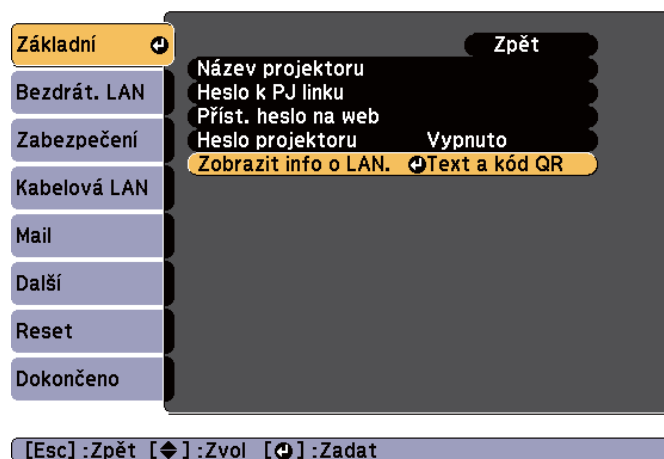 Základní
Bezdrát. LAN
Zabezpečení
Kabelová LAN
Mail
Další
Reset
Dokončeno
Zpět
Název projektoru
Heslo k PJ linku
Příst. heslo na web
Heslo projektoru Vypnuto
Zobrazit info o LAN. Text a kód QR
[Esc] :Zpět [◆] :Zvol [⏎] :Zadat